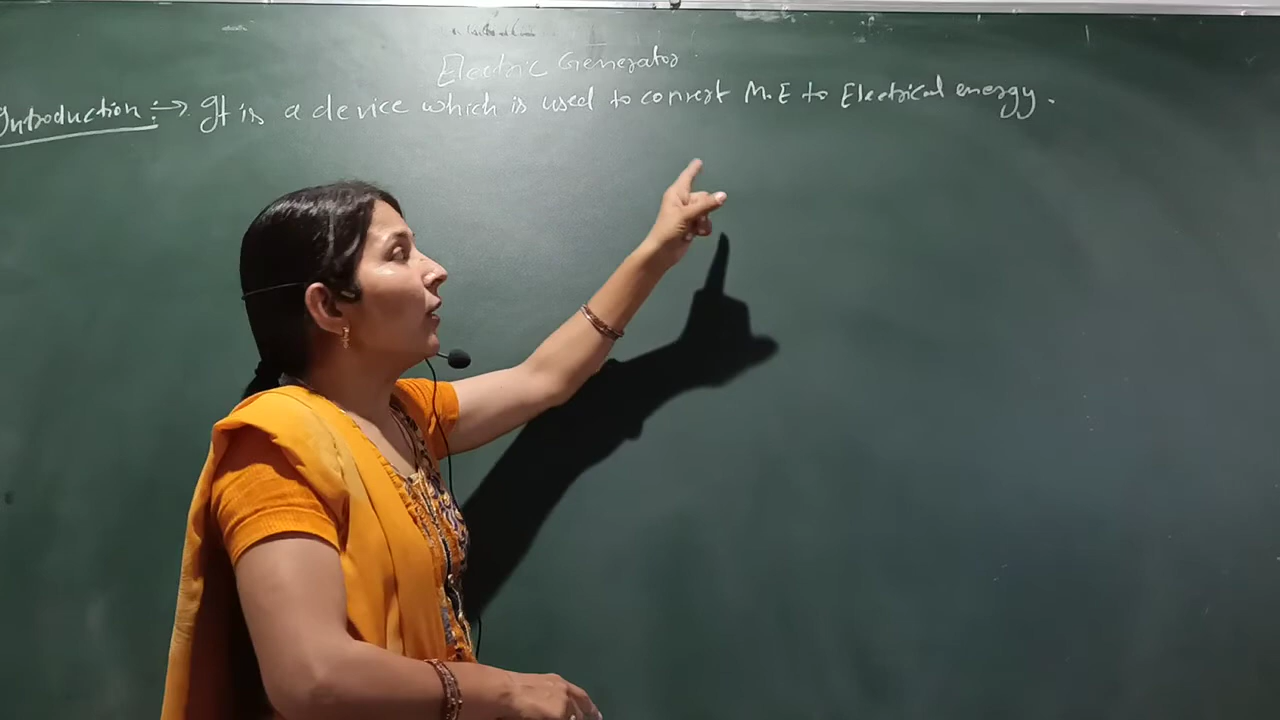 Electric Generator
Introduction :→ It is a device which is used to convert M.E to Electrical energy.